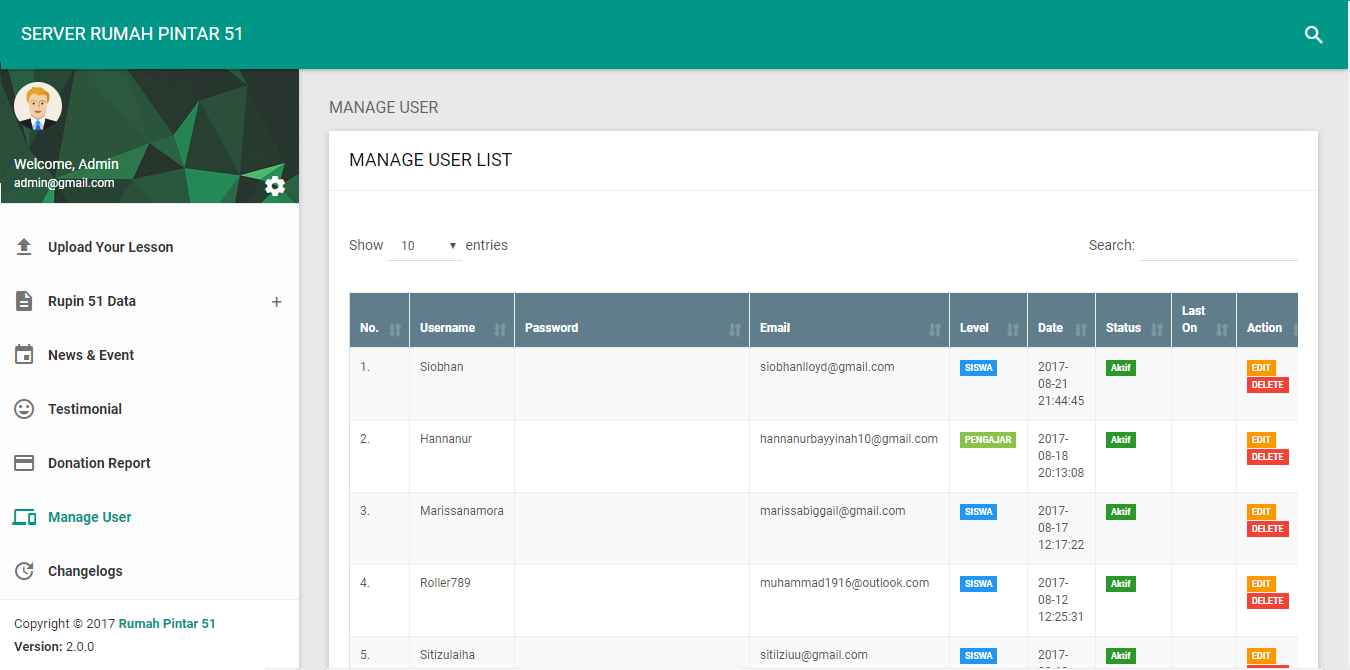 SERVER RUMAH PINTAR 51
Welcome, Admin
admin@gmail.com
Upload Your Lesson
Rupin 51 Data +
News & Event
Testimonial
Donation Report
Manage User
Changelogs
Copyright © 2017 Rumah Pintar 51
Version: 2.0.0
MANAGE USER
MANAGE USER LIST
Show 10 entries Search:
No. Username Password Email Level Date Status Last On Action
1. Siobhan siobhanlloyd@gmail.com SISWA 2017-08-21 21:44:45 Aktif EDIT DELETE
2. Hannanur hannanurbayyinah10@gmail.com PENGAJAR 2017-08-18 20:13:08 Aktif EDIT DELETE
3. Marissanamora marissabiggail@gmail.com SISWA 2017-08-17 12:17:22 Aktif EDIT DELETE
4. Roller789 muhammad1916@outlook.com SISWA 2017-08-12 12:25:31 Aktif EDIT DELETE
5. Sitizulaiha sitiiziuu@gmail.com SISWA 2017- Aktif EDIT